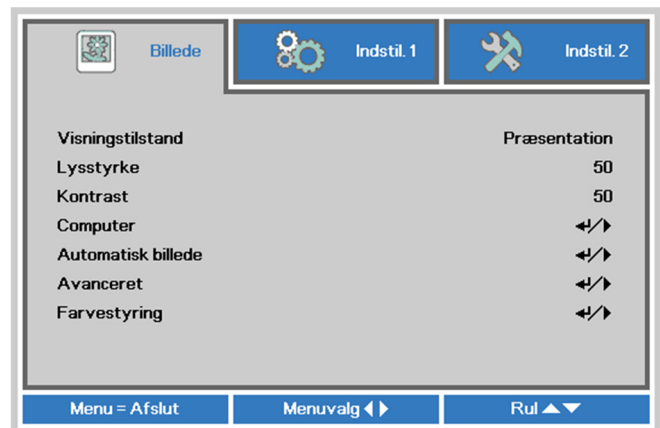 Billede Indstil. 1 Indstil. 2
Visningstilstand Præsentation
Lysstyrke 50
Kontrast 50
Computer ↵/▶
Automatisk billede ↵/▶
Avanceret ↵/▶
Farvestyring ↵/▶
Menu = Afslut Menuvalg ◀▶ Rul ▲▼